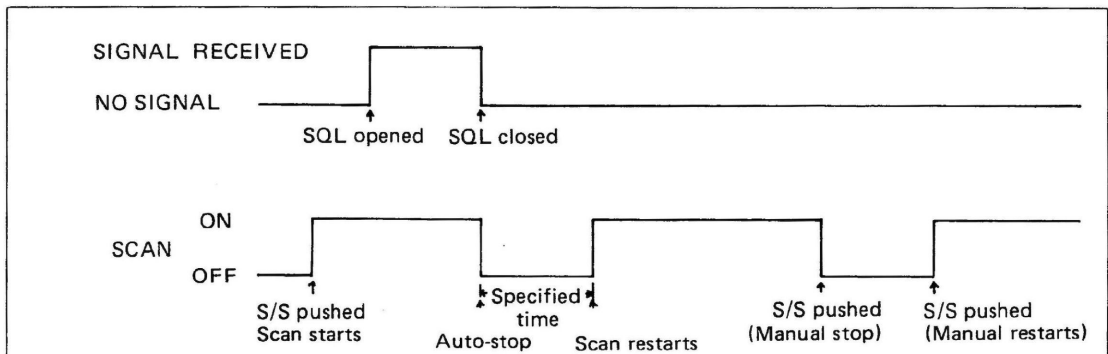 SIGNAL RECEIVED
NO SIGNAL
SQL opened
SQL closed
ON
SCAN
OFF
S/S pushed
Scan starts
Specified
time
Auto-stop
Scan restarts
S/S pushed
(Manual stop)
S/S pushed
(Manual restarts)